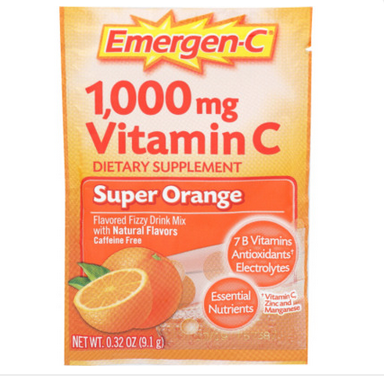 Emergen-C®
1,000 mg
Vitamin C
DIETARY SUPPLEMENT
Super Orange
Flavored Fizzy Drink Mix
with Natural Flavors
Caffeine Free
7 B Vitamins
Antioxidants†
Electrolytes
Essential
Nutrients
†Vitamin C,
Zinc and
Manganese
NET WT. 0.32 OZ (9.1 g)